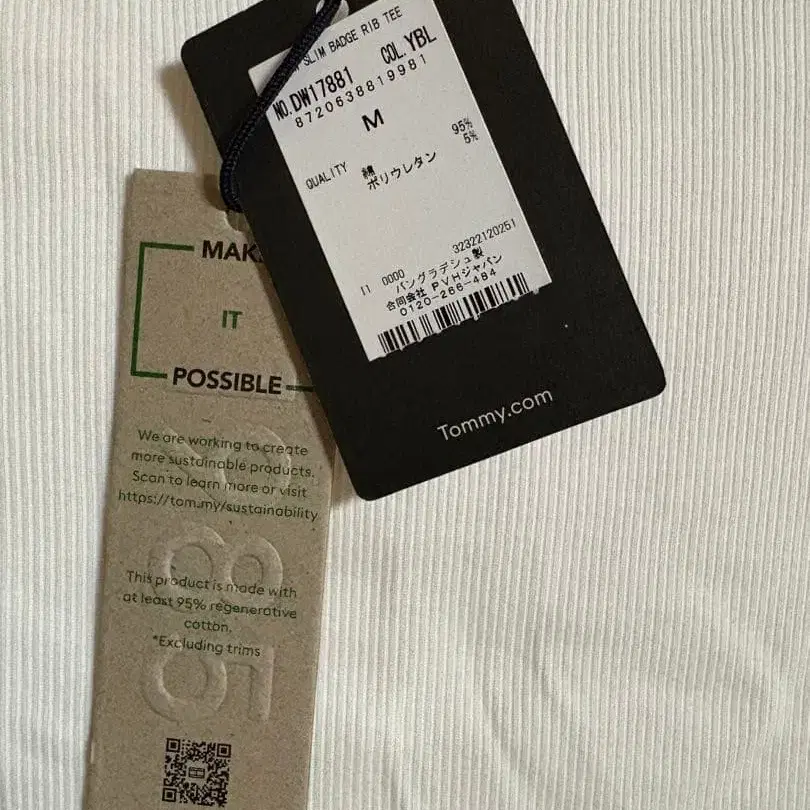 SLIM BADGE RIB TEE
NO.DW17881 COL.YBL
8720638819981
M
QUALITY 綿 95%
ポリウレタン 5%
32322120251
I1 0000
バングラデシュ製
合同会社 PVHジャパン
0120-266-484
Tommy.com
MAKE
IT
POSSIBLE
We are working to create
more sustainable products.
Scan to learn more or visit
https://tom.my/sustainability
This product is made with
at least 95% regenerative
cotton.
*Excluding trims
1985